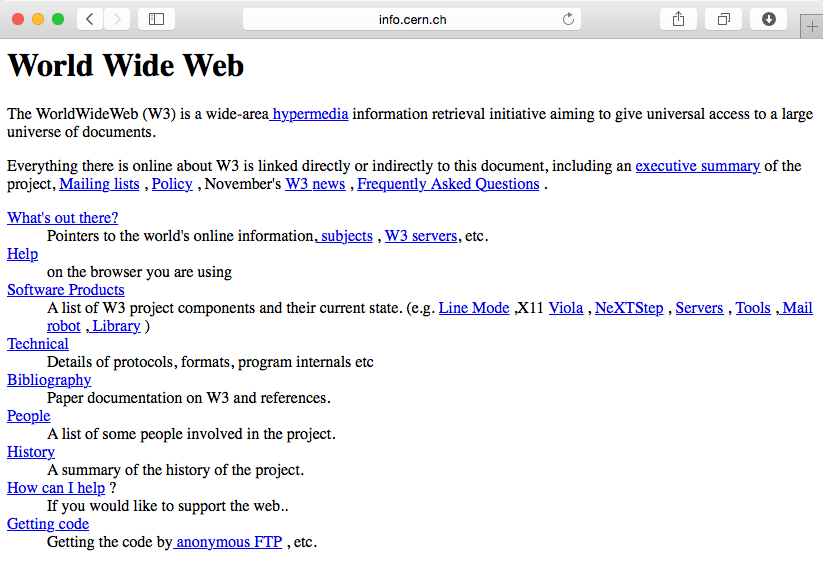 info.cern.ch
World Wide Web
The WorldWideWeb (W3) is a wide-area hypermedia information retrieval initiative aiming to give universal access to a large
universe of documents.
Everything there is online about W3 is linked directly or indirectly to this document, including an executive summary of the
project, Mailing lists , Policy , November's W3 news , Frequently Asked Questions .
What's out there?
Pointers to the world's online information, subjects , W3 servers, etc.
Help
on the browser you are using
Software Products
A list of W3 project components and their current state. (e.g. Line Mode ,X11 Viola , NeXTStep , Servers , Tools , Mail
robot , Library )
Technical
Details of protocols, formats, program internals etc
Bibliography
Paper documentation on W3 and references.
People
A list of some people involved in the project.
History
A summary of the history of the project.
How can I help ?
If you would like to support the web..
Getting code
Getting the code by anonymous FTP , etc.